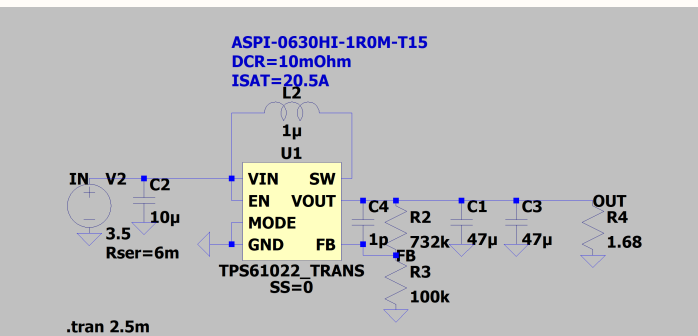 ASPI-0630HI-1R0M-T15
DCR=10mOhm
ISAT=20.5A
L2
1µ
U1
IN V2 C2 VIN SW
EN VOUT C4 C1 C3 OUT
10µ MODE R2 R4
3.5 GND FB 1p 732k 47µ 47µ 1.68
Rser=6m FB
TPS61022_TRANS R3
SS=0
100k
.tran 2.5m